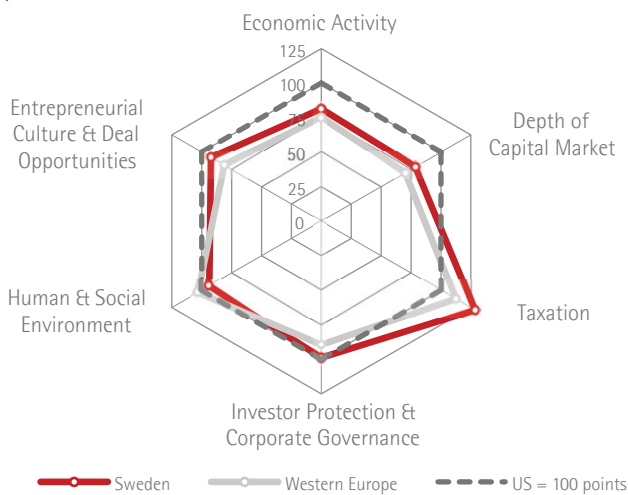 Economic Activity
125
100
75
50
25
0
Entrepreneurial
Culture & Deal
Opportunities
Depth of
Capital Market
Human & Social
Environment
Taxation
Investor Protection &
Corporate Governance
Sweden
Western Europe
US = 100 points